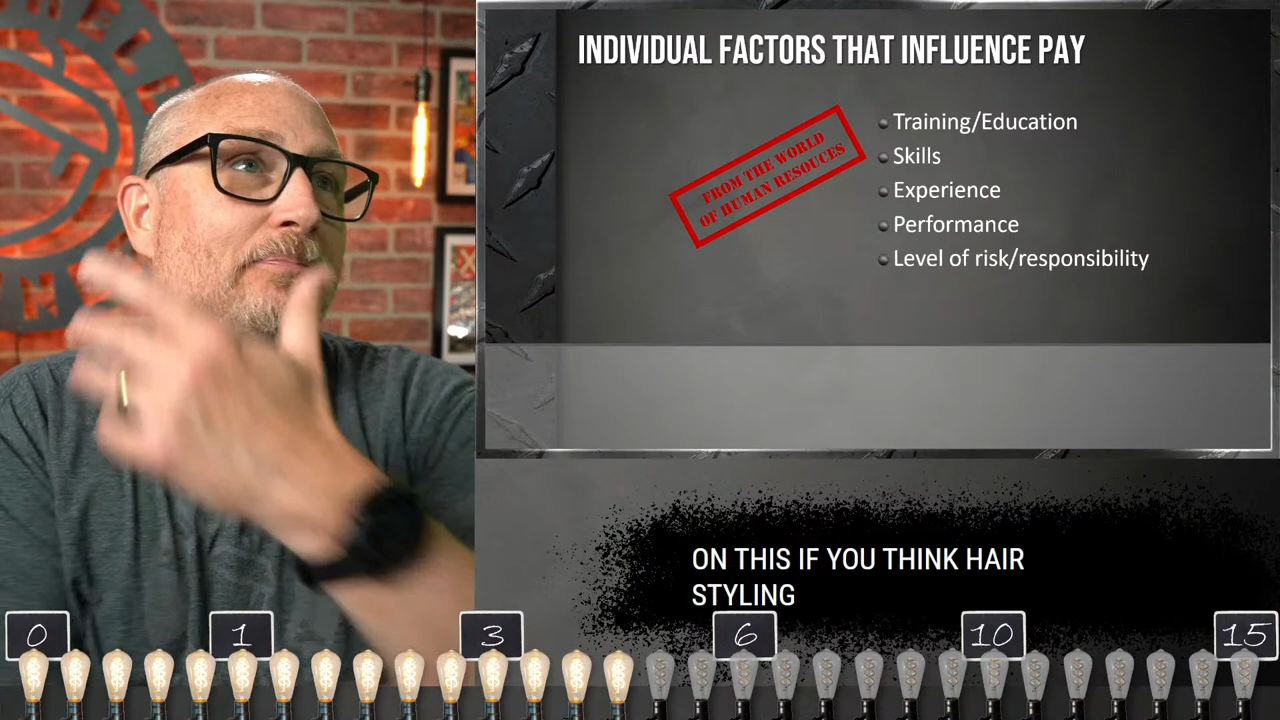 INDIVIDUAL FACTORS THAT INFLUENCE PAY
FROM THE WORLD
OF HUMAN RESOUCES
Training/Education
Skills
Experience
Performance
Level of risk/responsibility
ON THIS IF YOU THINK HAIR
STYLING
0
1
3
6
10
15